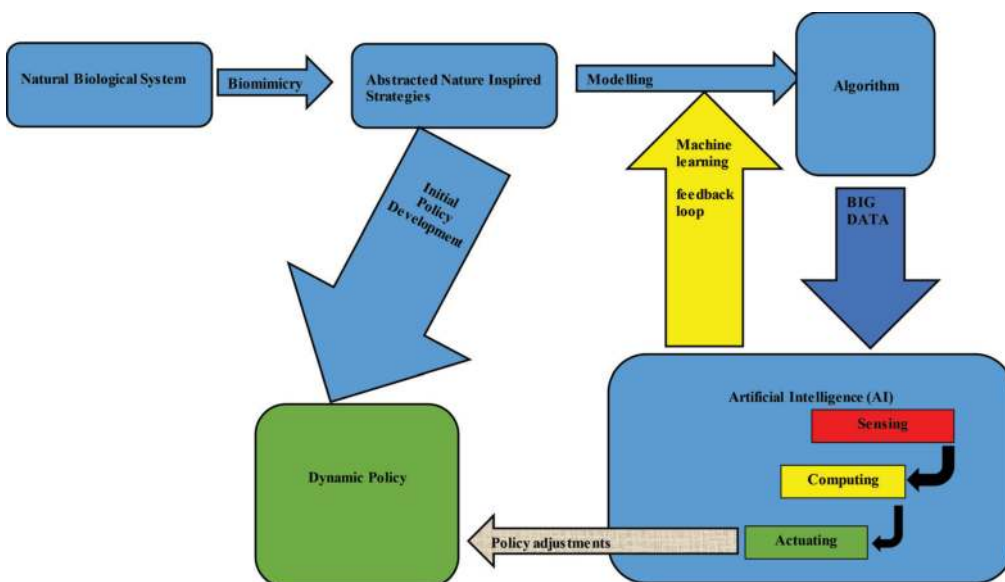 Natural Biological System
Biomimicry
Abstracted Nature Inspired
Strategies
Modelling
Algorithm
Initial
Policy
Development
Machine
learning
feedback
loop
BIG
DATA
Dynamic Policy
Policy adjustments
Artificial Intelligence (AI)
Sensing
Computing
Actuating